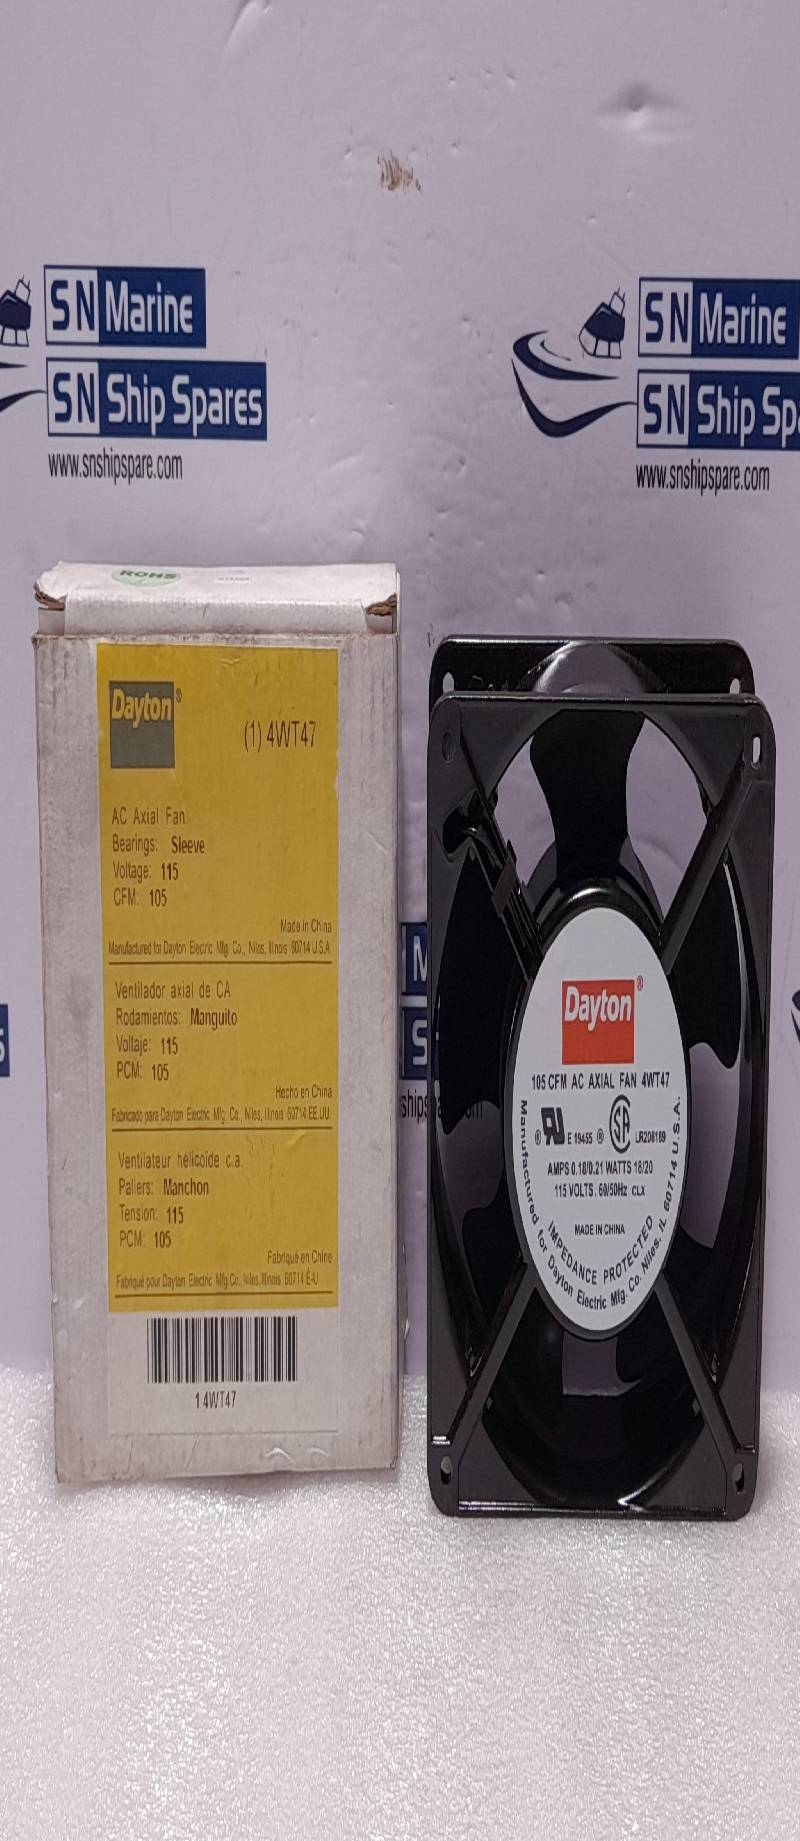 SN Marine
SN Ship Spares
www.snshipspare.com
SN Marine
SN Ship Spa
www.snshipspare.com
ROHS
Dayton®
(1) 4WT47
AC Axial Fan
Bearings: Sleeve
Voltage: 115
CFM: 105
Made in China
Manufactured for Dayton Electric Mfg. Co., Niles, Illinois 60714 U.S.A.
Ventilador axial de CA
Rodamientos: Manguito
Voltaje: 115
PCM: 105
Hecho en China
Fabricado para Dayton Electric Mfg. Co., Niles, Illinois 60714 EE.UU.
Ventilateur hélicoïde c.a.
Paliers: Manchon
Tension: 115
PCM: 105
Fabriqué en Chine
Fabriqué pour Dayton Electric Mfg.Co., Niles, Illinois 60714 É-U
1 4WT47
Dayton®
105 CFM AC AXIAL FAN 4WT47
E 19455 ® SA LR206189
AMPS 0.18/0.21 WATTS 18/20
115 VOLTS. 60/50Hz CLX
MADE IN CHINA
IMPEDANCE PROTECTED
Manufactured for Dayton Electric Mfg. Co. Niles, IL 60714 U.S.A.